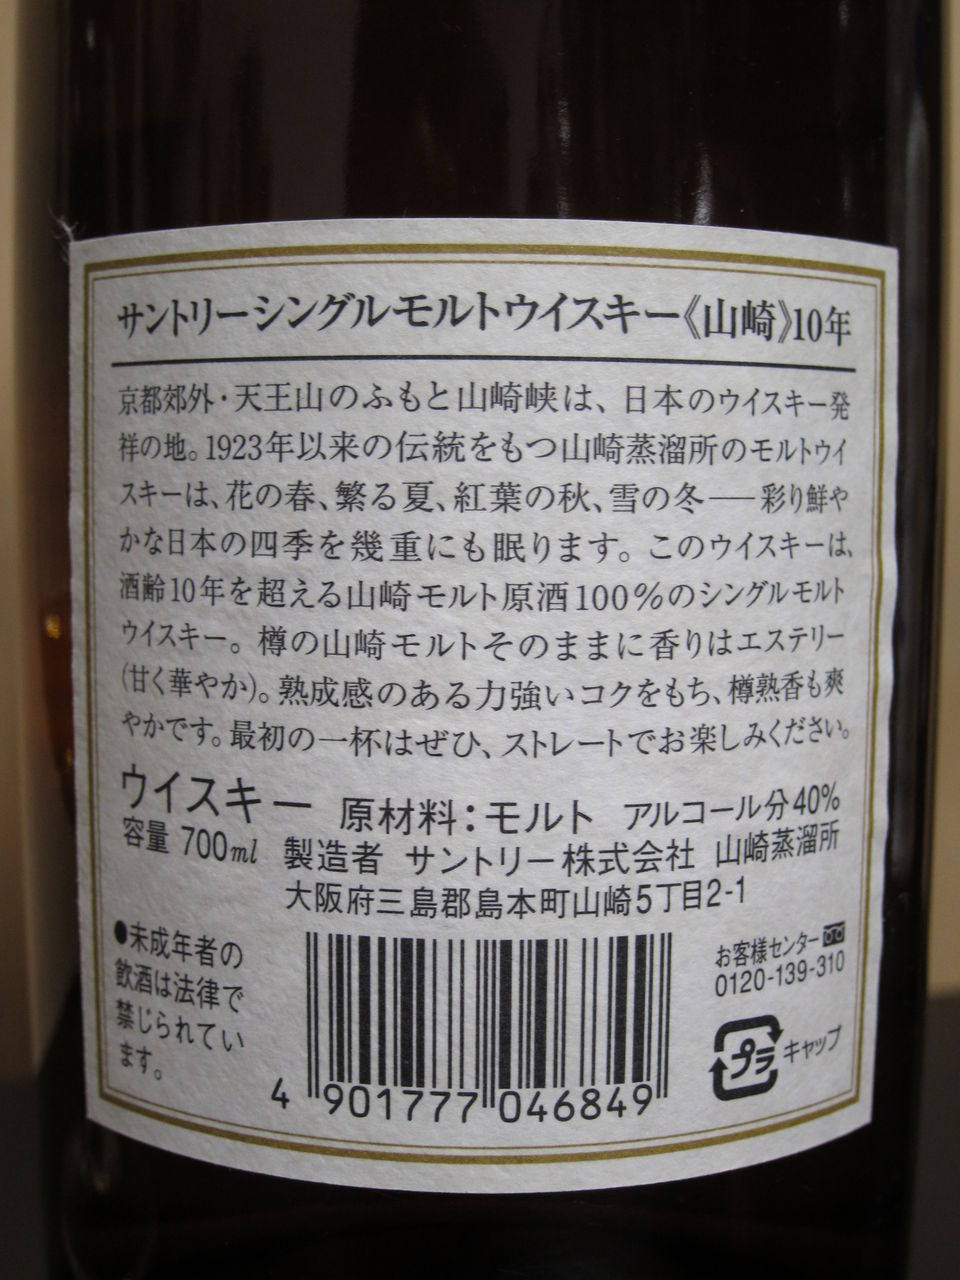 サントリーシングルモルトウイスキー《山崎》10年
京都郊外・天王山のふもと山崎峡は、日本のウイスキー発
祥の地。1923年以来の伝統をもつ山崎蒸溜所のモルトウイ
スキーは、花の春、繁る夏、紅葉の秋、雪の冬――彩り鮮や
かな日本の四季を幾重にも眠ります。このウイスキーは、
酒齢10年を超える山崎モルト原酒100%のシングルモルト
ウイスキー。樽の山崎モルトそのままに香りはエステリー
(甘く華やか)。熟成感のある力強いコクをもち、樽熟香も爽
やかです。最初の一杯はぜひ、ストレートでお楽しみください。
ウイスキー 原材料:モルト アルコール分40%
容量 700ml 製造者 サントリー株式会社 山崎蒸溜所
大阪府三島郡島本町山崎5丁目2-1
●未成年者の
飲酒は法律で
禁じられてい
ます。
お客様センター
0120-139-310
プラ キャップ
4 901777 046849